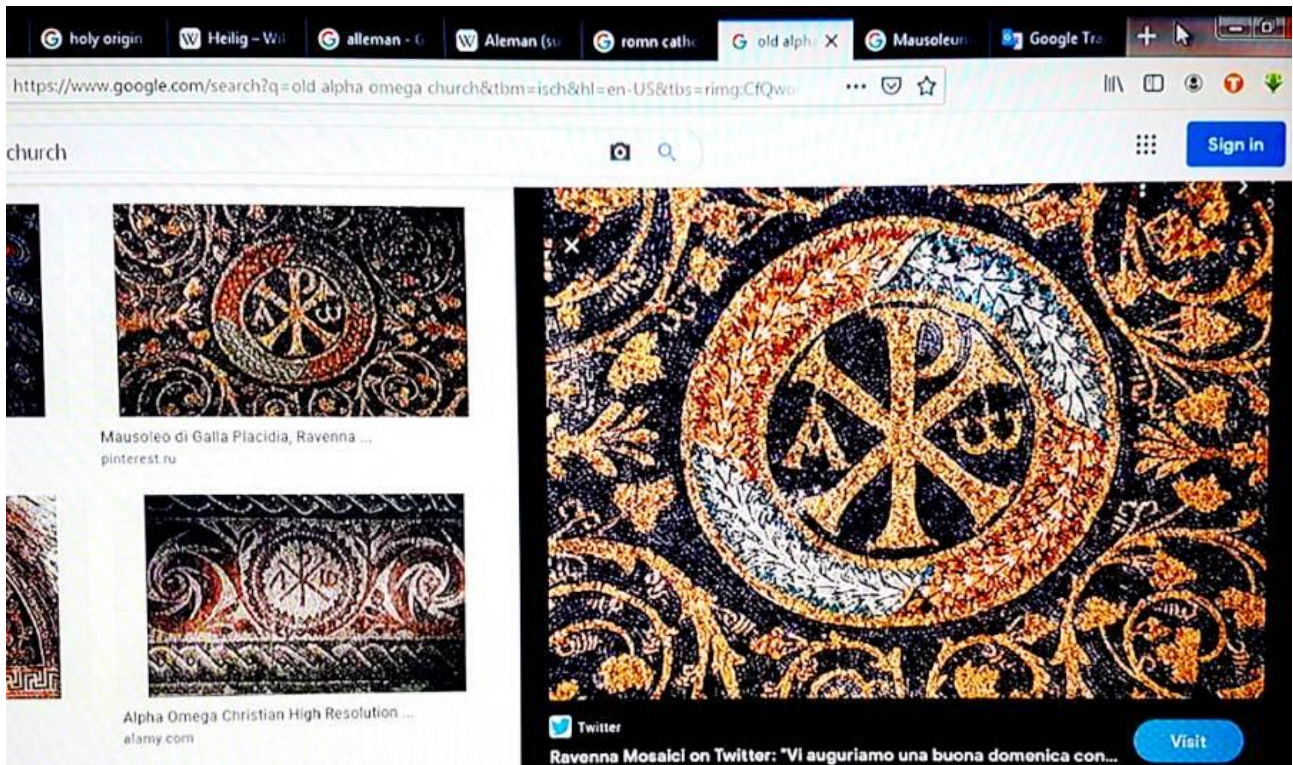 holy origin
Heilig – Wi
alleman - G
Aleman (su
romn cath
old alph
Mausoleu
Google Tra
https://www.google.com/search?q=old alpha omega church&tbm=isch&hl=en-US&tbs=rimg:CfQwo
church
Sign in
Mausoleo di Galla Placidia, Ravenna ...
pinterest.ru
Alpha Omega Christian High Resolution ...
alamy.com
Twitter
Ravenna Mosaici on Twitter: "Vi auguriamo una buona domenica con...
Visit